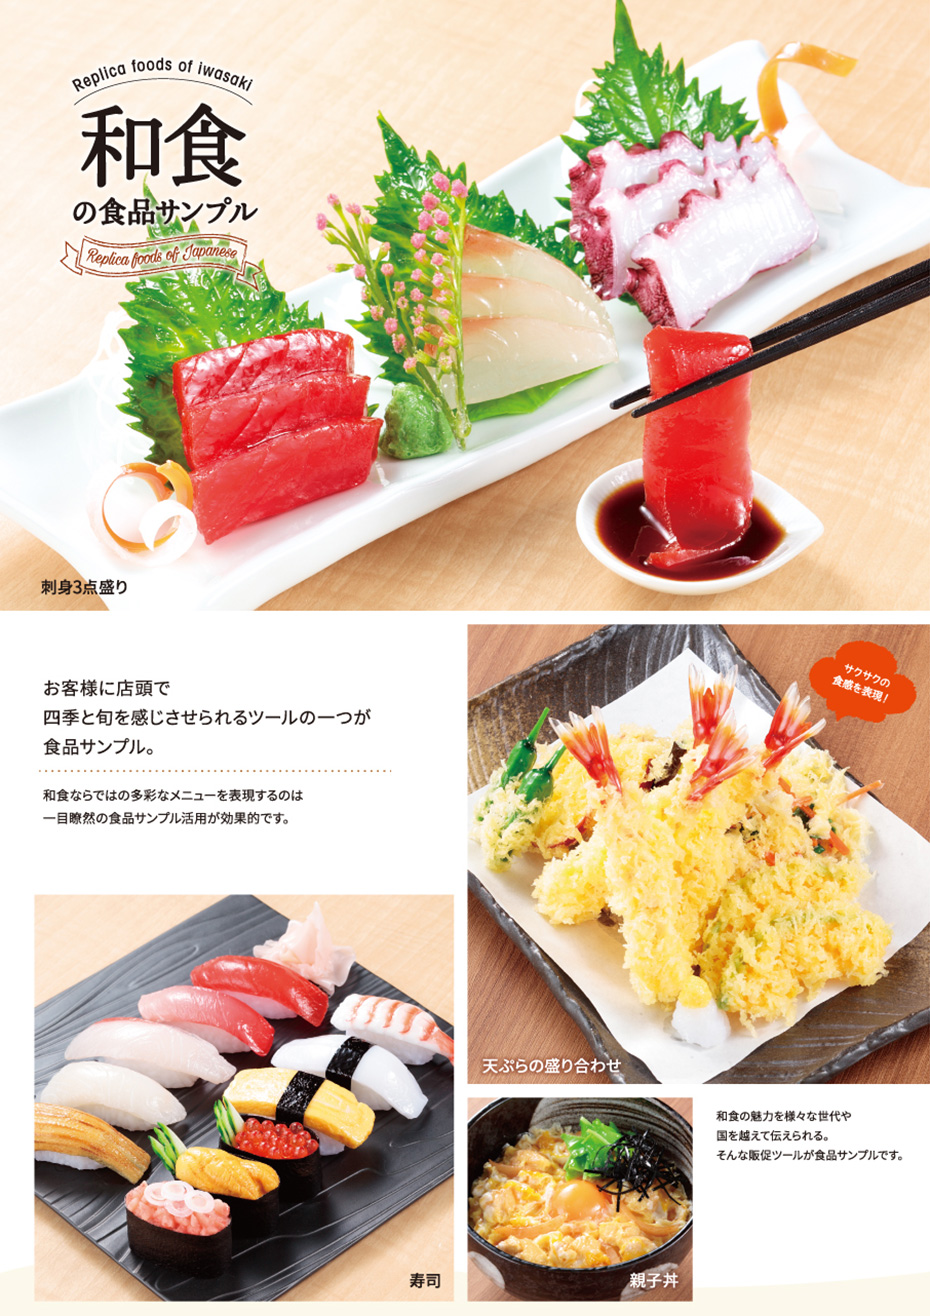 Replica foods of iwasaki
和食
の食品サンプル
Replica foods of Japanese
刺身3点盛り
お客様に店頭で
四季と旬を感じさせられるツールの一つが
食品サンプル。
和食ならではの多彩なメニューを表現するのは
一目瞭然の食品サンプル活用が効果的です。
サクサクの
食感を表現!
天ぷらの盛り合わせ
寿司
親子丼
和食の魅力を様々な世代や
国を越えて伝えられる。
そんな販促ツールが食品サンプルです。